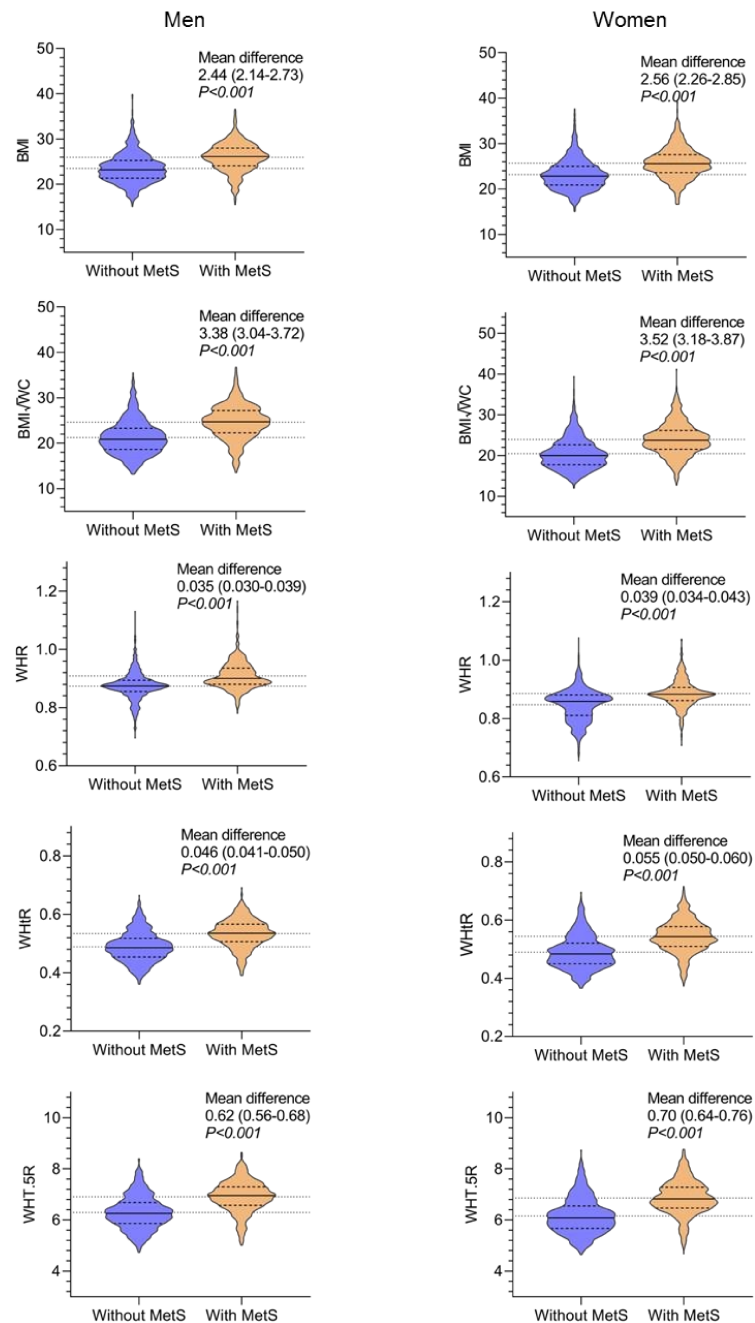 Men
Women
Mean difference
2.44 (2.14-2.73)
P<0.001
BMI
50
40
30
20
10
Without MetS
With MetS
Mean difference
2.56 (2.26-2.85)
P<0.001
BMI
50
40
30
20
10
Without MetS
With MetS
Mean difference
3.38 (3.04-3.72)
P<0.001
BMI√WC
50
40
30
20
10
Without MetS
With MetS
Mean difference
3.52 (3.18-3.87)
P<0.001
BMI√WC
50
40
30
20
10
Without MetS
With MetS
Mean difference
0.035 (0.030-0.039)
P<0.001
WHR
1.2
1.0
0.8
0.6
Without MetS
With MetS
Mean difference
0.039 (0.034-0.043)
P<0.001
WHR
1.2
1.0
0.8
0.6
Without MetS
With MetS
Mean difference
0.046 (0.041-0.050)
P<0.001
WHtR
0.8
0.6
0.4
0.2
Without MetS
With MetS
Mean difference
0.055 (0.050-0.060)
P<0.001
WHtR
0.8
0.6
0.4
0.2
Without MetS
With MetS
Mean difference
0.62 (0.56-0.68)
P<0.001
WHT.5R
10
8
6
4
Without MetS
With MetS
Mean difference
0.70 (0.64-0.76)
P<0.001
WHT.5R
10
8
6
4
Without MetS
With MetS